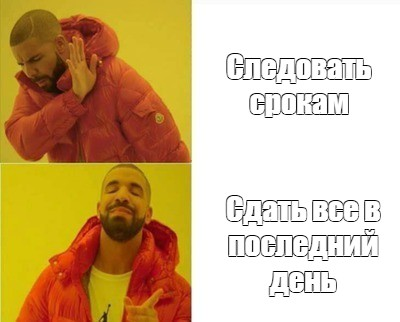 Следовать
срокам
Сдать все в
последний
день